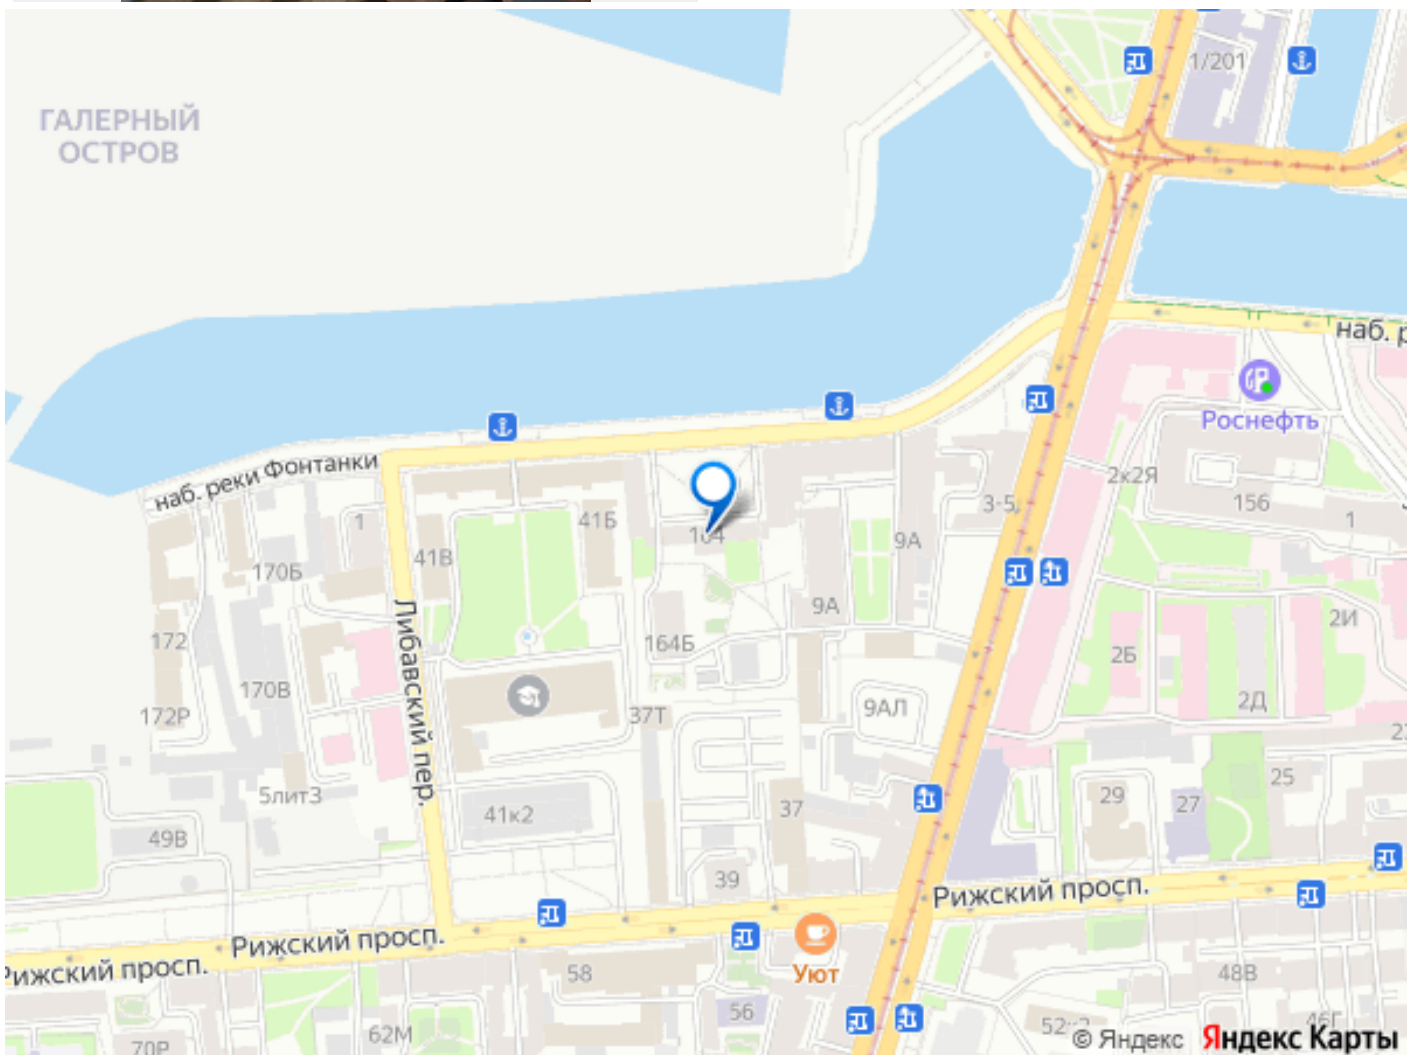 1/201
ГАЛЕРНЫЙ
ОСТРОВ
наб. р
Роснефть
наб. реки Фонтанки
2к2Я
3-5
156
1
41Б
164
1
9А
41В
170Б
9А
2И
172
164Б
2Б
Либавский пер.
170В
2Д
172Р
37Т
9АЛ
25
5лит3
29
27
41к2
37
49В
39
Рижский просп.
Рижский просп.
Рижский просп.
Уют
58
48В
56
62М
70Р
© Яндекс
Яндекс Карты